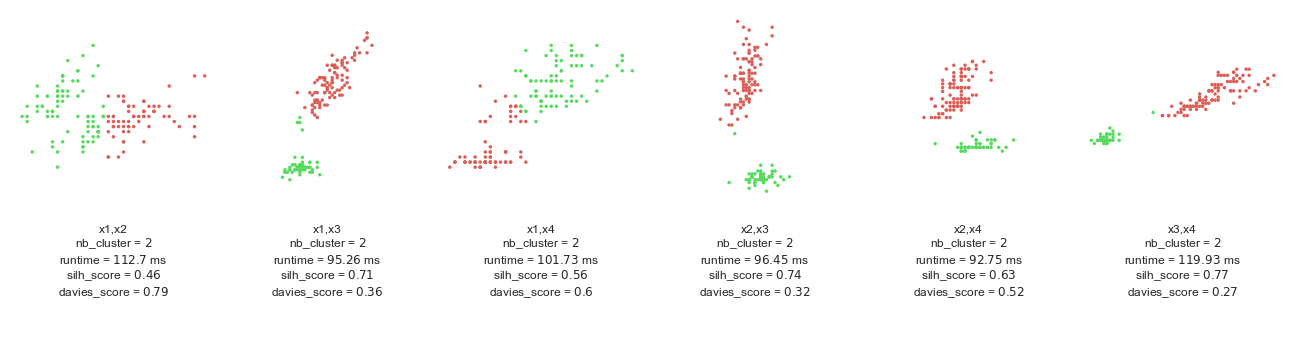 x1,x2
nb_cluster = 2
runtime = 112.7 ms
silh_score = 0.46
davies_score = 0.79
x1,x3
nb_cluster = 2
runtime = 95.26 ms
silh_score = 0.71
davies_score = 0.36
x1,x4
nb_cluster = 2
runtime = 101.73 ms
silh_score = 0.56
davies_score = 0.6
x2,x3
nb_cluster = 2
runtime = 96.45 ms
silh_score = 0.74
davies_score = 0.32
x2,x4
nb_cluster = 2
runtime = 92.75 ms
silh_score = 0.63
davies_score = 0.52
x3,x4
nb_cluster = 2
runtime = 119.93 ms
silh_score = 0.77
davies_score = 0.27